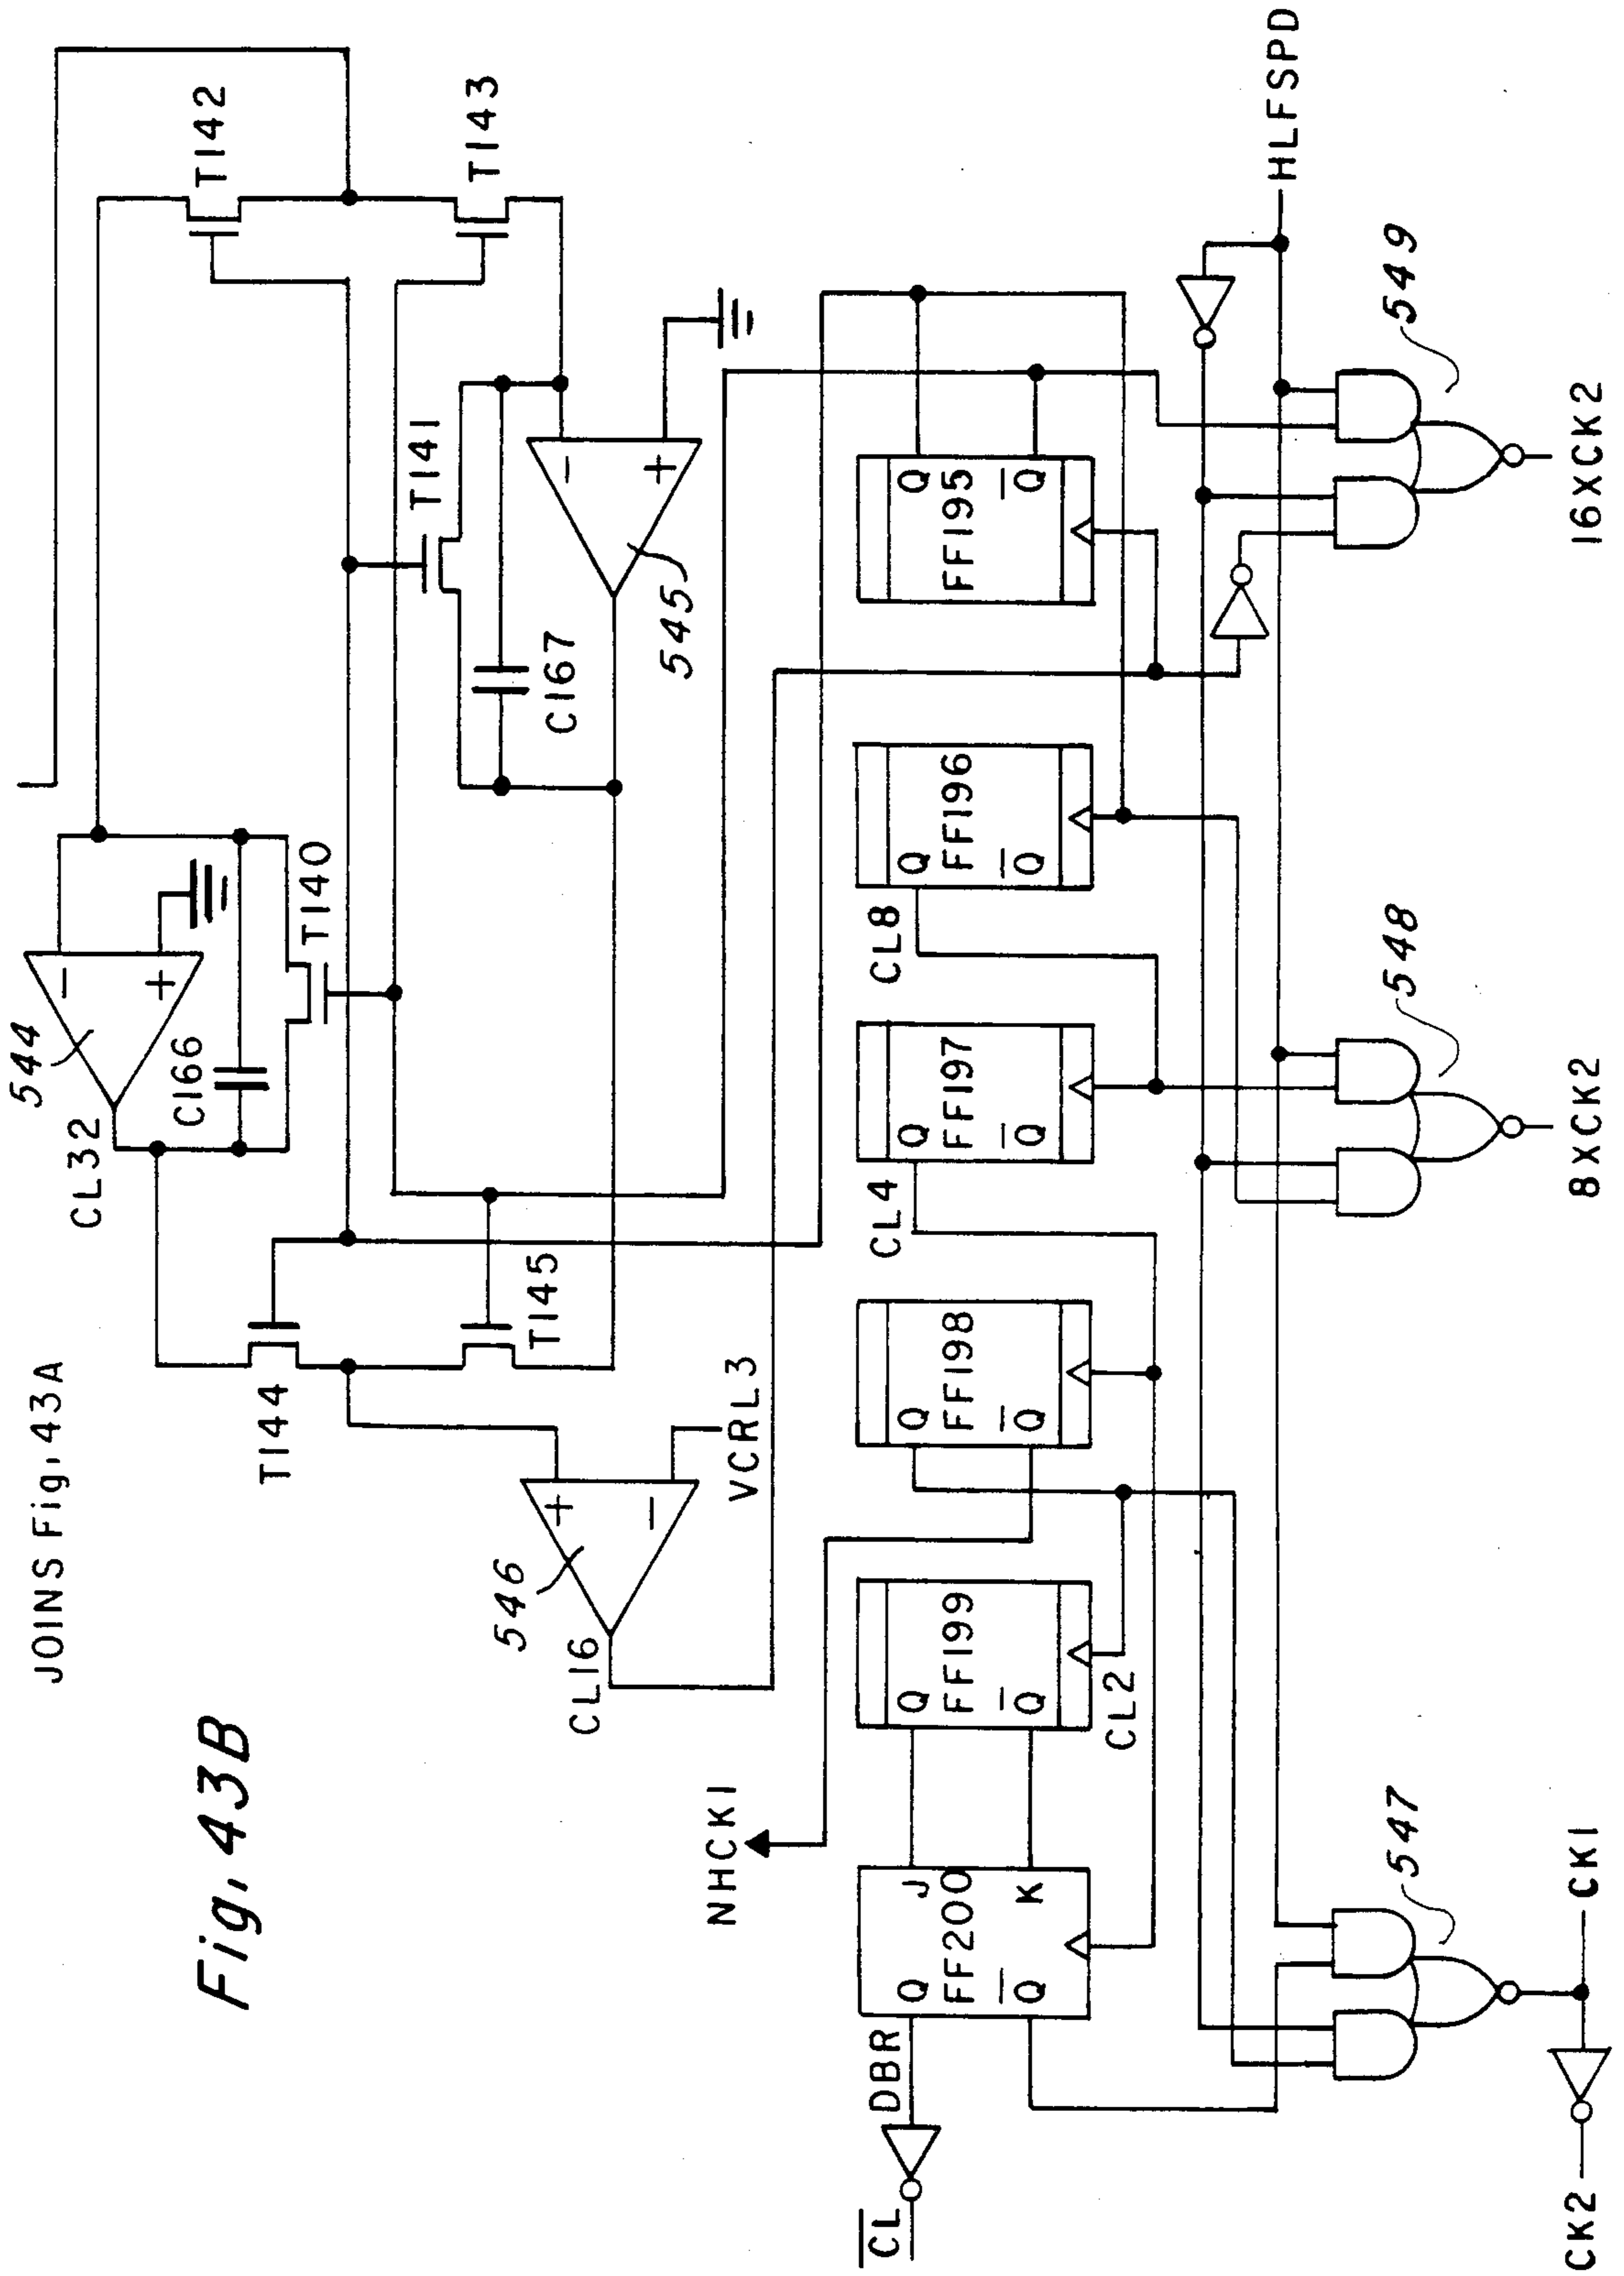 JOINS Fig. 43A
Fig. 43B
544
CL32
C166
T140
T142
T143
T141
C167
545
T144
T145
546
CL16
VCRL3
NHCK1
CL
DBR
Q
FF200
Q
J
K
Q
FF199
Q
CL2
Q
FF198
Q
CL4
Q
FF197
Q
CL8
Q
FF196
Q
Q
FF195
Q
HLFSPD
547
548
549
CK2
CK1
8XCK2
16XCK2
+
−
+
−
+
−